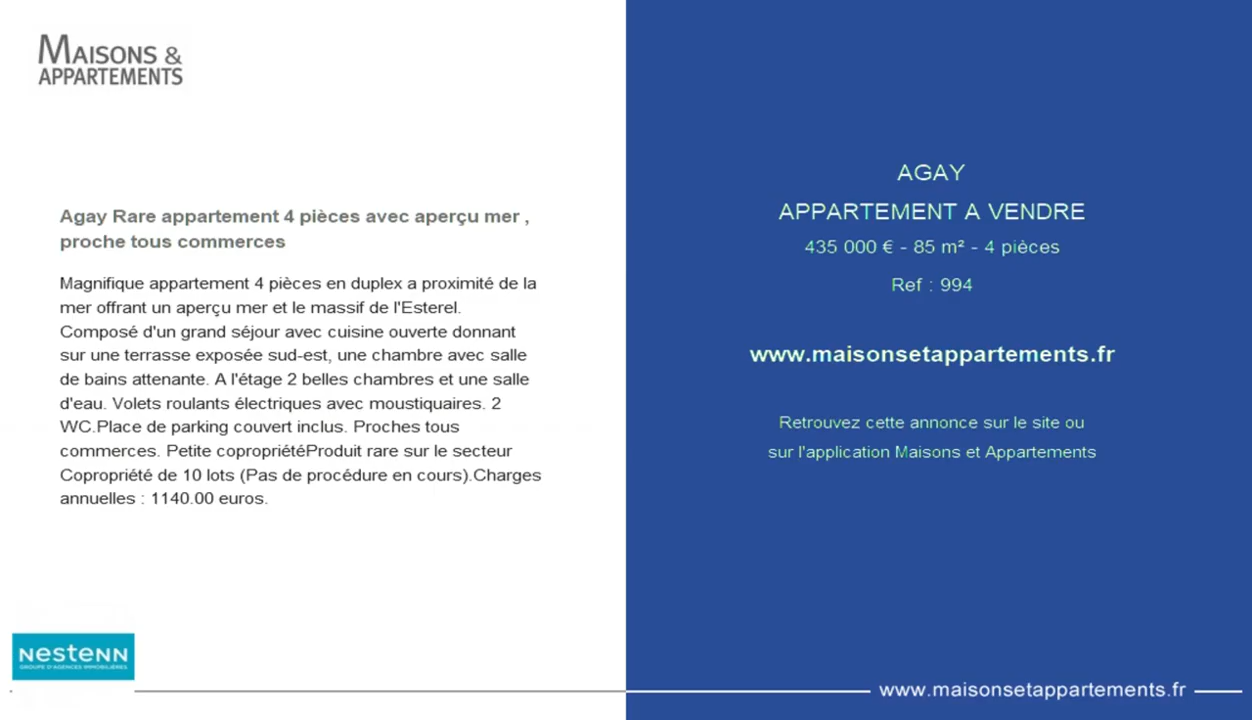 MAISONS &
APPARTEMENTS
Agay Rare appartement 4 pièces avec aperçu mer ,
proche tous commerces
Magnifique appartement 4 pièces en duplex a proximité de la
mer offrant un aperçu mer et le massif de l'Esterel.
Composé d'un grand séjour avec cuisine ouverte donnant
sur une terrasse exposée sud-est, une chambre avec salle
de bains attenante. A l'étage 2 belles chambres et une salle
d'eau. Volets roulants électriques avec moustiquaires. 2
WC.Place de parking couvert inclus. Proches tous
commerces. Petite copropriétéProduit rare sur le secteur
Copropriété de 10 lots (Pas de procédure en cours).Charges
annuelles : 1140.00 euros.
nestenn
GROUPE D'AGENCES IMMOBILIÈRES
AGAY
APPARTEMENT A VENDRE
435 000 € - 85 m² - 4 pièces
Ref : 994
www.maisonsetappartements.fr
Retrouvez cette annonce sur le site ou
sur l'application Maisons et Appartements
www.maisonsetappartements.fr